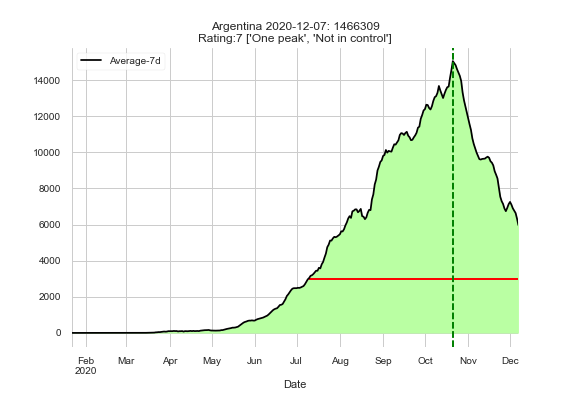 Argentina 2020-12-07: 1466309
Rating:7 ['One peak', 'Not in control']
Average-7d
14000
12000
10000
8000
6000
4000
2000
0
Feb Mar Apr May Jun Jul Aug Sep Oct Nov Dec
2020
Date